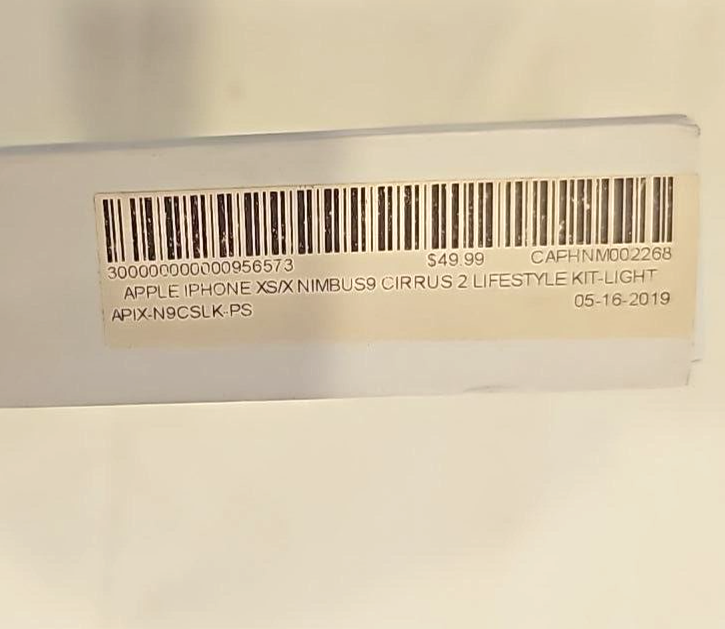 300000000000956573 $49.99 CAPHNM002268
APPLE IPHONE XS/X NIMBUS9 CIRRUS 2 LIFESTYLE KIT-LIGHT
APIX-N9CSLK-PS 05-16-2019